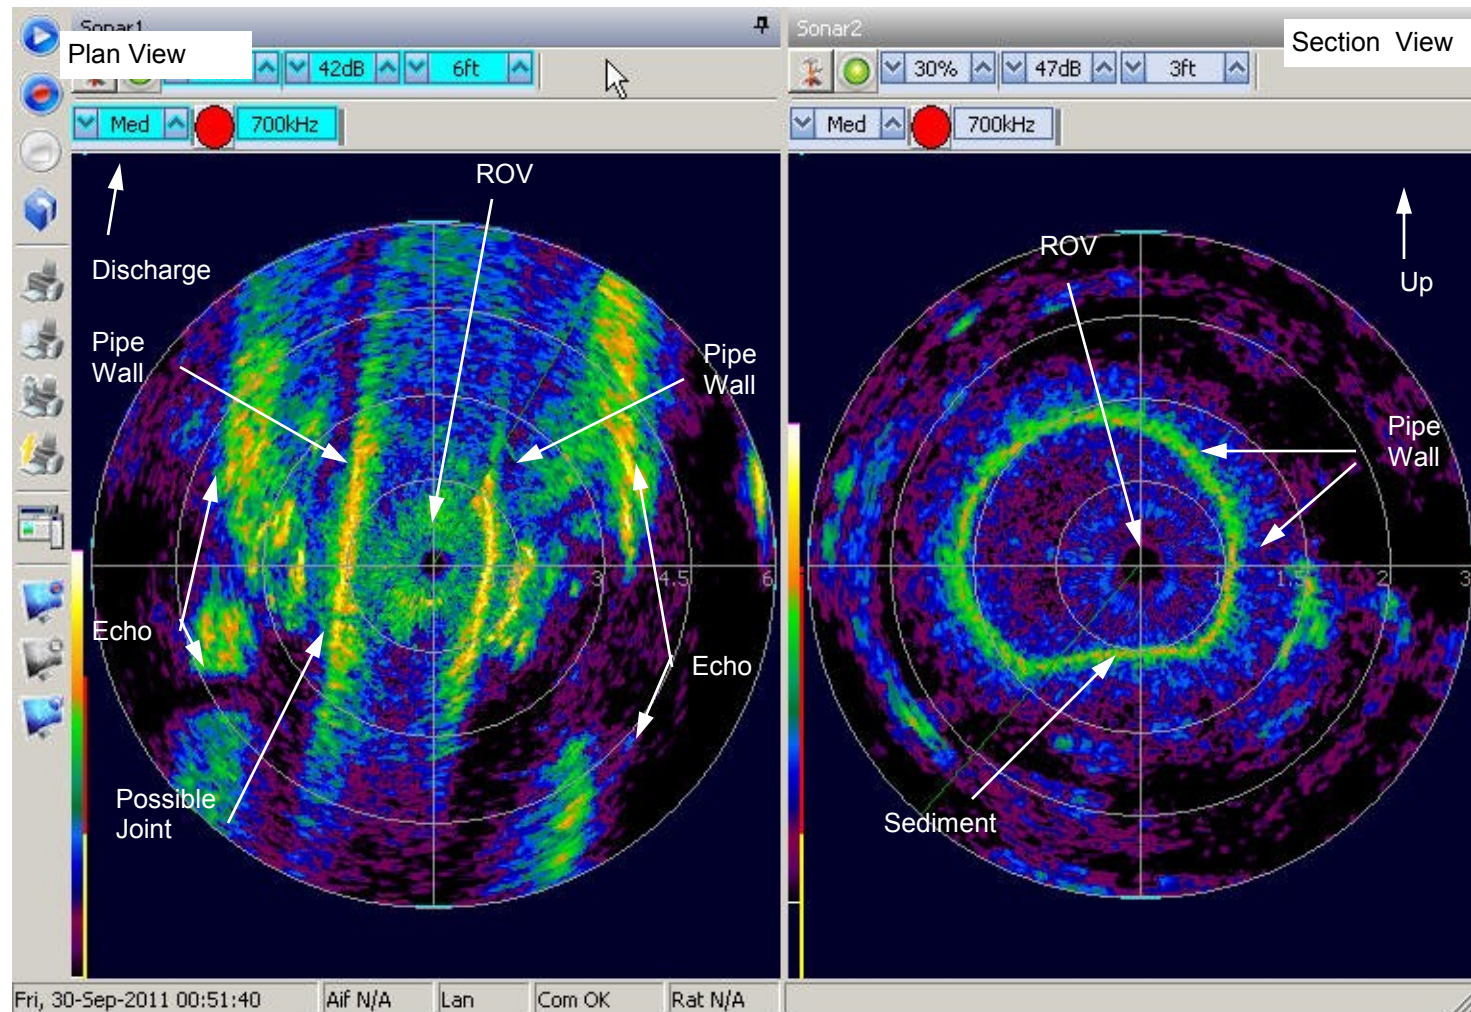 Sonar1
Plan View
42dB
6ft
Med
700kHz
Discharge
ROV
Pipe
Wall
Pipe
Wall
3
4.5
6
Echo
Echo
Possible
Joint
Sonar2
Section View
30%
47dB
3ft
Med
700kHz
ROV
Up
Pipe
Wall
1.5
2
3
Sediment
Fri, 30-Sep-2011 00:51:40
Aif N/A
Lan
Com OK
Rat N/A